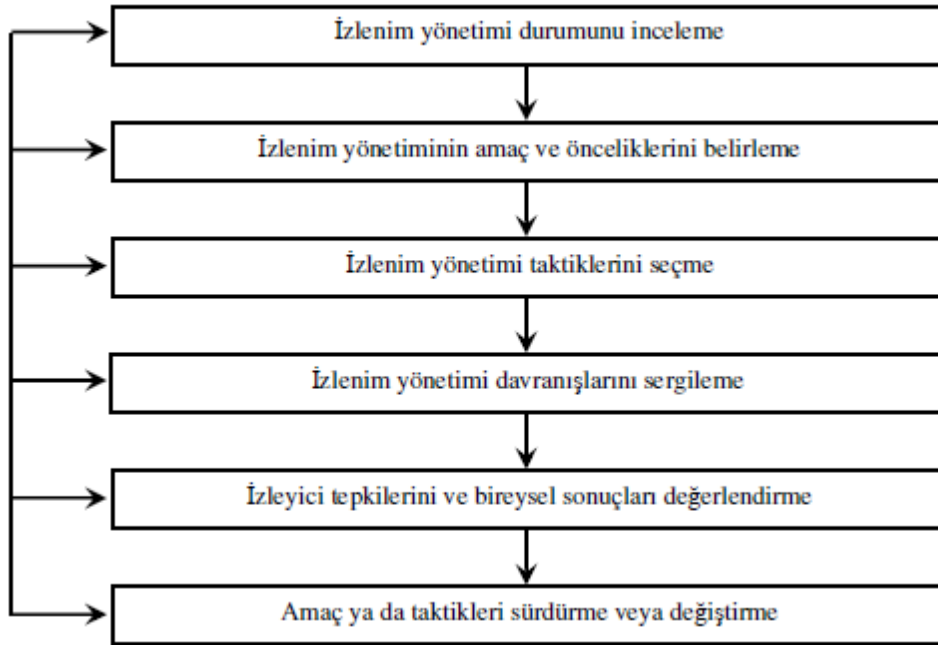 İzlenim yönetimi durumunu inceleme
İzlenim yönetiminin amaç ve önceliklerini belirleme
İzlenim yönetimi taktiklerini seçme
İzlenim yönetimi davranışlarını sergileme
İzleyici tepkilerini ve bireysel sonuçları değerlendirme
Amaç ya da taktikleri sürdürme veya değiştirme